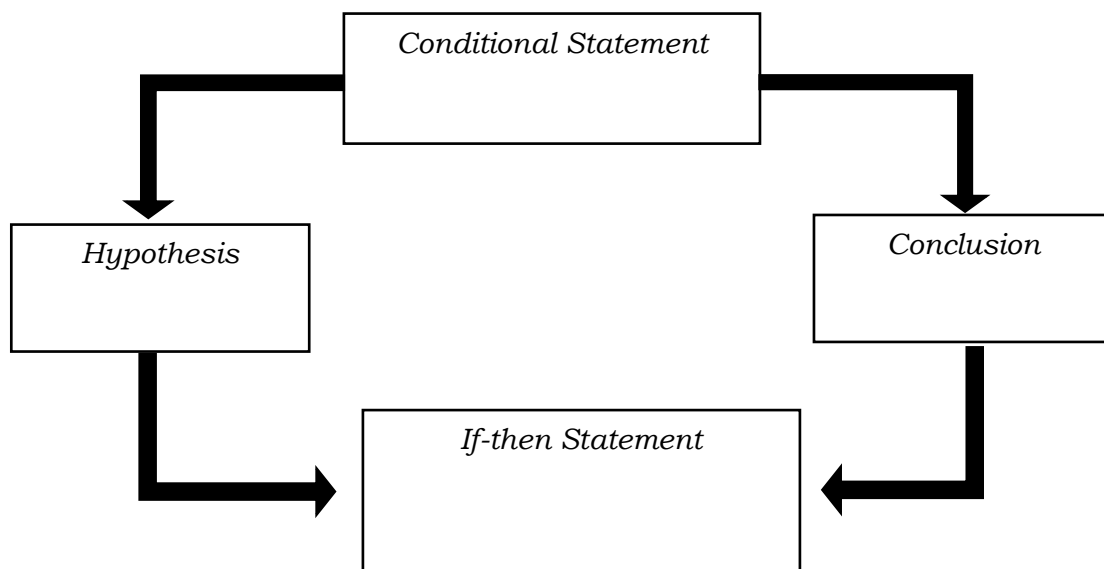 Conditional Statement
Hypothesis
Conclusion
If-then Statement